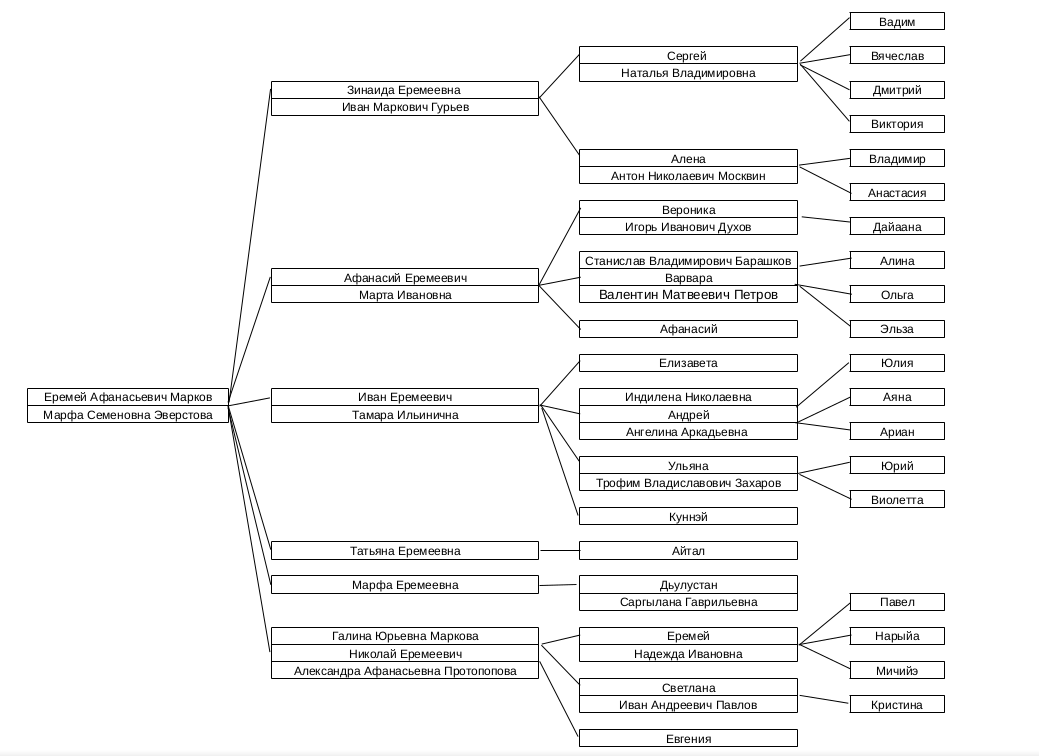 Вадим
Сергей
Вячеслав
Наталья Владимировна
Зинаида Еремеевна
Дмитрий
Иван Маркович Гурьев
Виктория
Алена
Владимир
Антон Николаевич Москвин
Анастасия
Вероника
Игорь Иванович Духов
Дайаана
Станислав Владимирович Барашков
Алина
Афанасий Еремеевич
Варвара
Марта Ивановна
Валентин Матвеевич Петров
Ольга
Афанасий
Эльза
Елизавета
Юлия
Еремей Афанасьевич Марков
Иван Еремеевич
Индилена Николаевна
Аяна
Марфа Семеновна Эверстова
Тамара Ильинична
Андрей
Ангелина Аркадьевна
Ариан
Ульяна
Юрий
Трофим Владиславович Захаров
Виолетта
Куннэй
Татьяна Еремеевна
Айтал
Марфа Еремеевна
Дьулустан
Саргылана Гаврильевна
Павел
Галина Юрьевна Маркова
Еремей
Нарыйа
Николай Еремеевич
Надежда Ивановна
Александра Афанасьевна Протопопова
Мичийэ
Светлана
Иван Андреевич Павлов
Кристина
Евгения